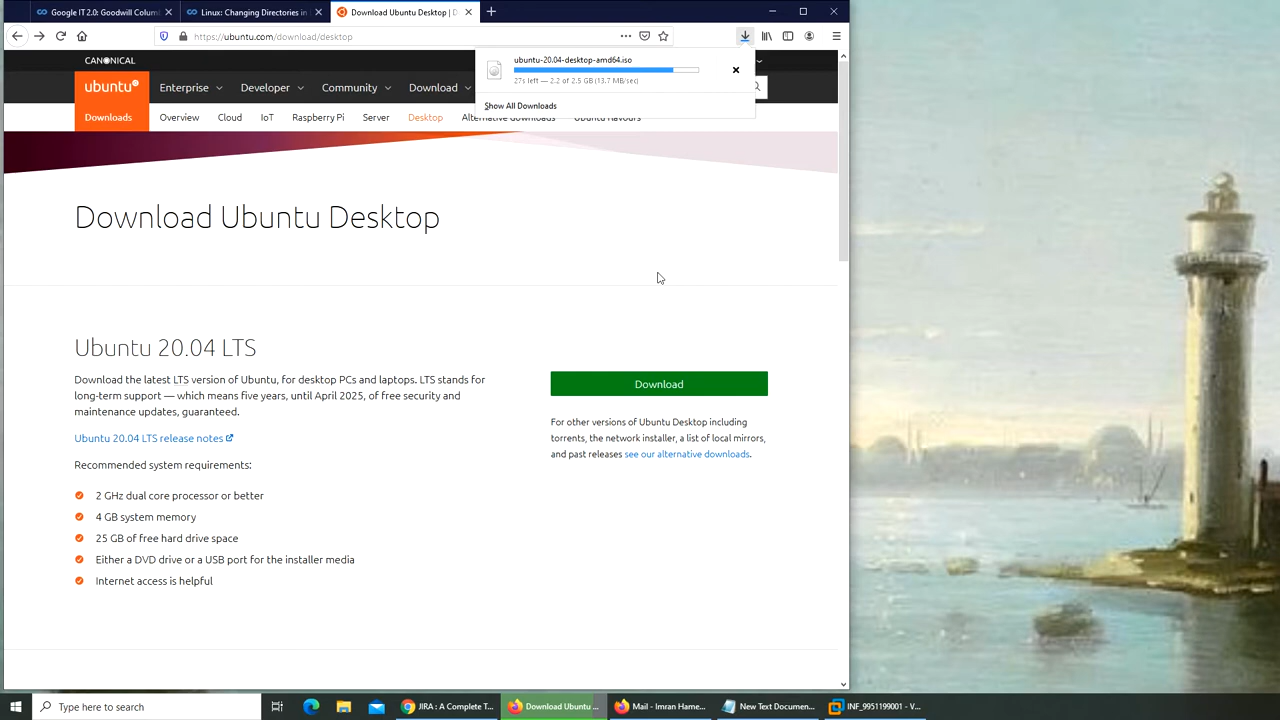 Google IT 2.0: Goodwill Colum
Linux: Changing Directories in
Download Ubuntu Desktop | D
https://ubuntu.com/download/desktop
CANONICAL
ubuntu-20.04-desktop-amd64.iso
27s left — 2.2 of 2.5 GB (13.7 MB/sec)
Show All Downloads
ubuntu
Enterprise
Developer
Community
Download
Downloads
Overview
Cloud
IoT
Raspberry Pi
Server
Desktop
Alternative downloads
Ubuntu flavours
Download Ubuntu Desktop
Ubuntu 20.04 LTS
Download the latest LTS version of Ubuntu, for desktop PCs and laptops. LTS stands for
long-term support — which means five years, until April 2025, of free security and
maintenance updates, guaranteed.
Ubuntu 20.04 LTS release notes
Recommended system requirements:
2 GHz dual core processor or better
4 GB system memory
25 GB of free hard drive space
Either a DVD drive or a USB port for the installer media
Internet access is helpful
Download
For other versions of Ubuntu Desktop including
torrents, the network installer, a list of local mirrors,
and past releases see our alternative downloads.
Type here to search
JIRA : A Complete T...
Download Ubuntu ...
Mail - Imran Hame...
New Text Documen...
INF_9951199001 - V...